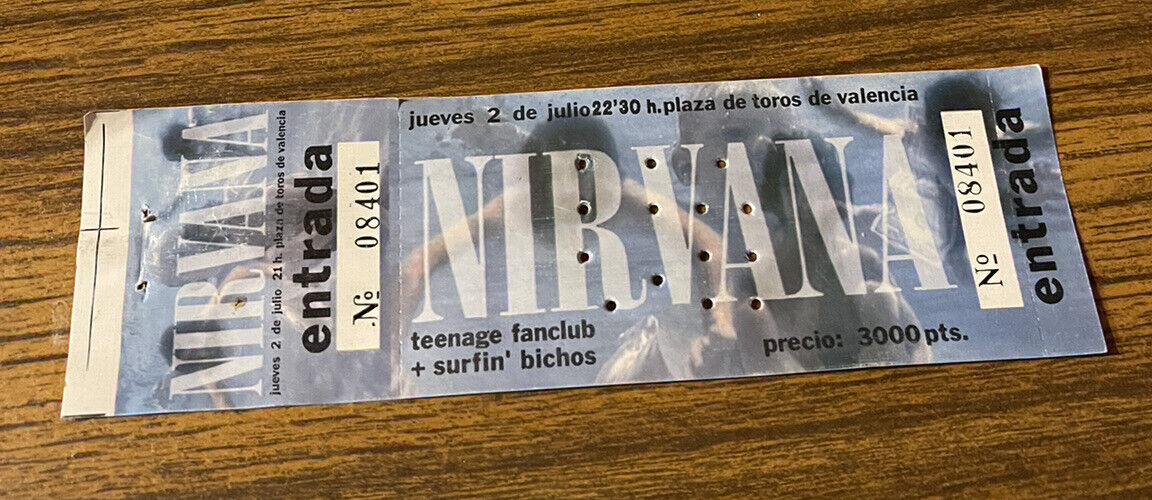 NIRVANA
jueves 2 de julio 21 h. plaza de toros de valencia
entrada
Nº 08401
jueves 2 de julio 22'30 h. plaza de toros de valencia
NIRVANA
teenage fanclub
+ surfin' bichos
precio: 3000 pts.
Nº 08401
entrada